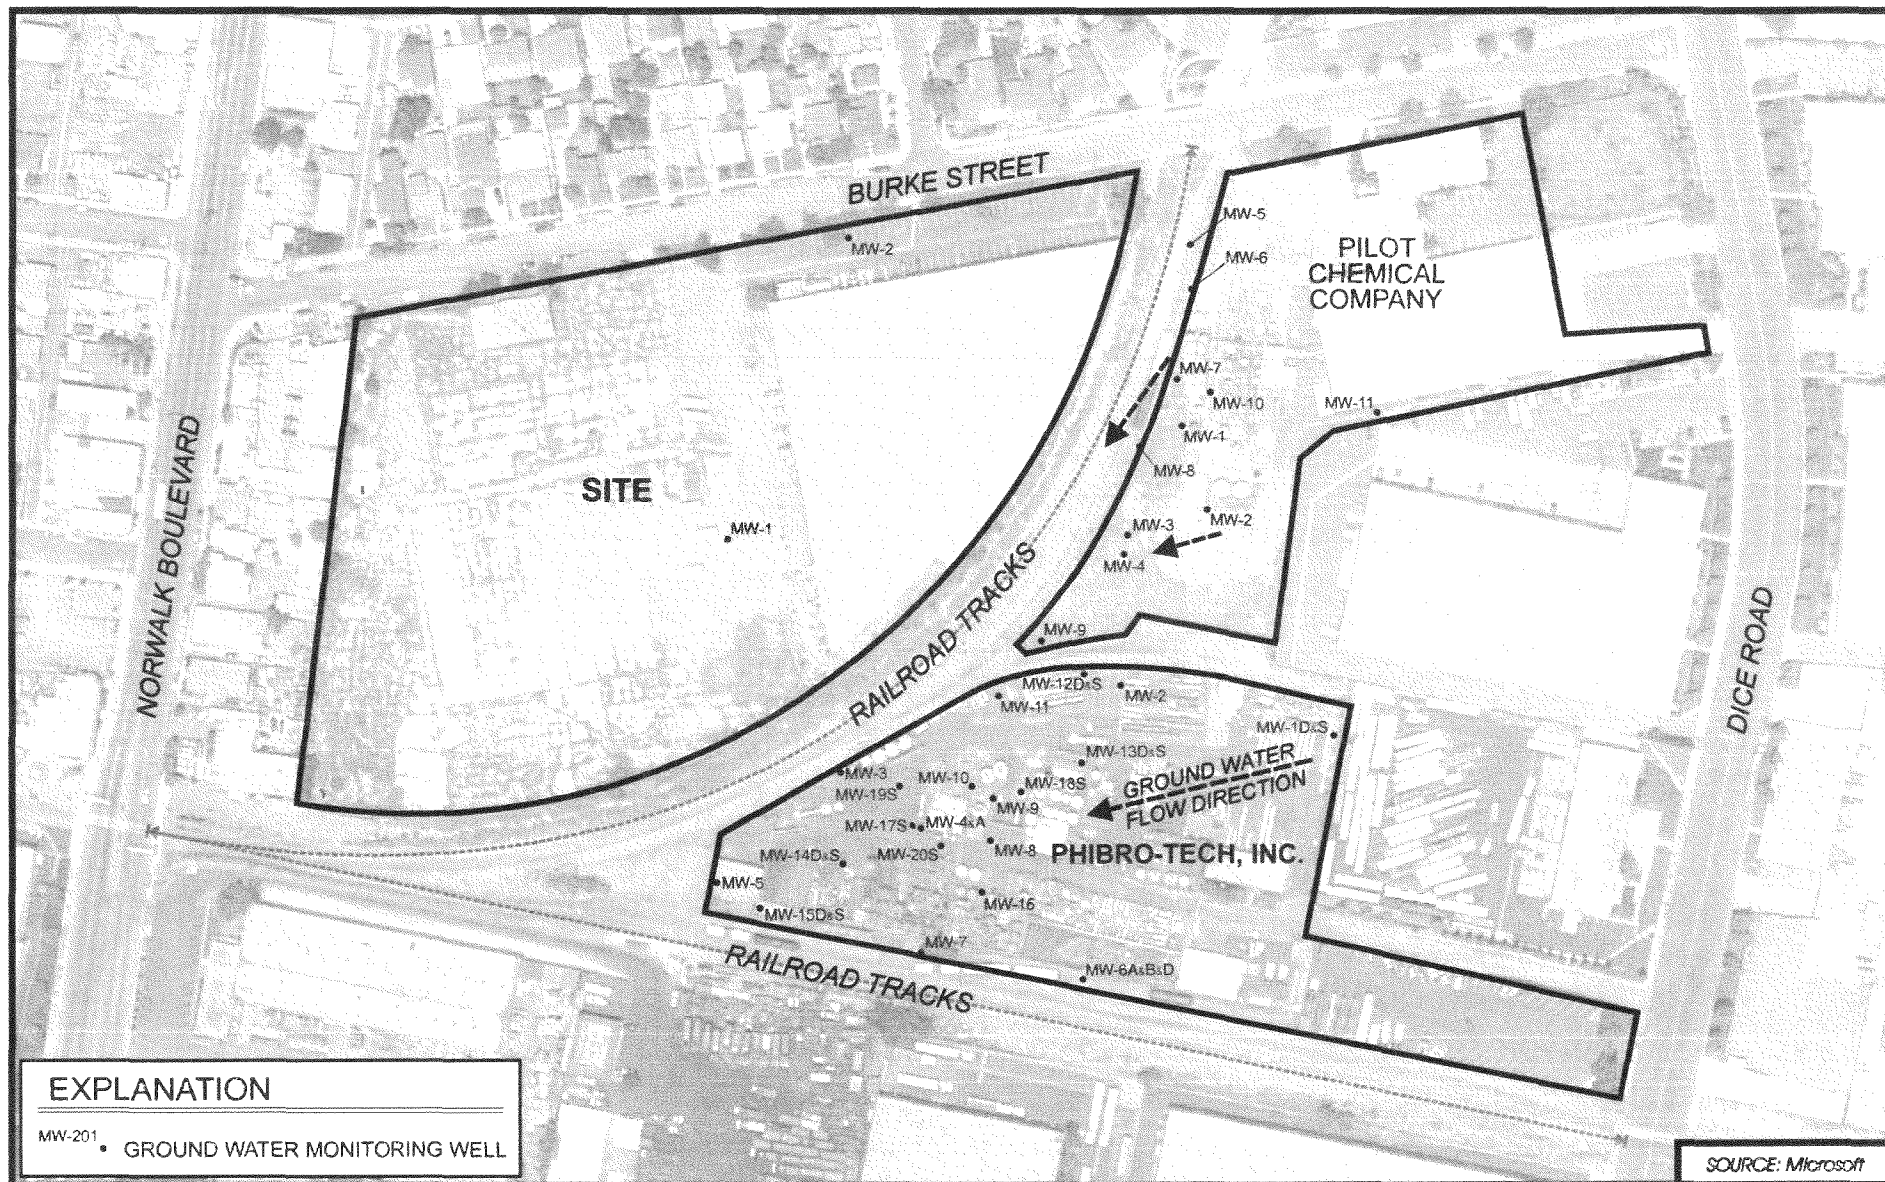 BURKE STREET
MW-2
MW-5
MW-6
PILOT
CHEMICAL
COMPANY
MW-7
MW-10
MW-11
MW-1
MW-8
NORWALK BOULEVARD
SITE
MW-1
MW-2
MW-3
MW-4
RAILROAD TRACKS
MW-9
DICE ROAD
MW-12D&S
MW-2
MW-11
MW-1D&S
MW-13D&S
GROUND WATER
FLOW DIRECTION
MW-3
MW-10
MW-18S
MW-19S
MW-9
MW-17S
MW-4&A
MW-14D&S
MW-20S
MW-8
PHIBRO-TECH, INC.
MW-5
MW-15D&S
MW-16
MW-7
RAILROAD TRACKS
MW-6A&B&D
EXPLANATION
MW-201
GROUND WATER MONITORING WELL
SOURCE: Microsoft